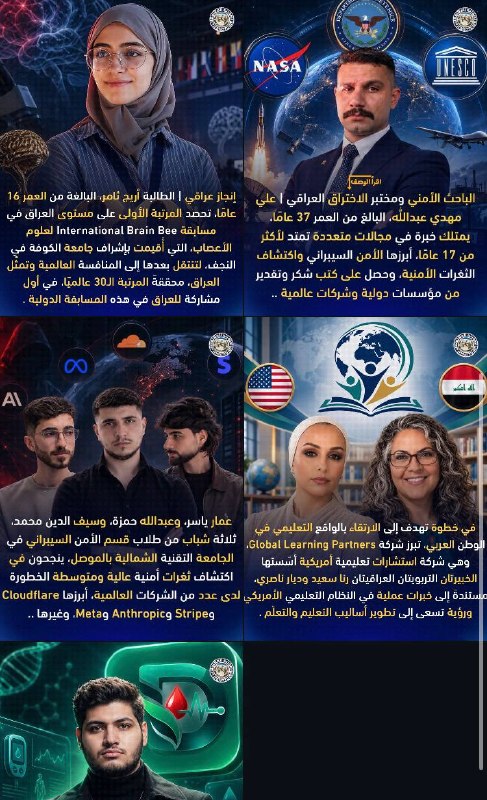 إنجاز عراقي | الطالبة أريج ثامر، البالغة من العمر 16
عامًا، تحصد المرتبة الأولى على مستوى العراق في
مسابقة International Brain Bee لعلوم
الأعصاب، التي أُقيمت بإشراف جامعة الكوفة في
النجف، لتنتقل بعدها إلى المنافسة العالمية وتمثّل
العراق، محققة المرتبة الـ30 عالميًا، في أول
مشاركة للعراق في هذه المسابقة الدولية .
NASA
UNESCO
اقرأ الوصف
الباحث الأمني ومختبر الاختراق العراقي | علي
مهدي عبدالله، البالغ من العمر 37 عامًا،
يمتلك خبرة في مجالات متعددة تمتد لأكثر
من 17 عامًا، أبرزها الأمن السيبراني واكتشاف
الثغرات الأمنية، وحصل على كتب شكر وتقدير
من مؤسسات دولية وشركات عالمية ..
A\
S
عمار ياسر، وعبدالله حمزة، وسيف الدين محمد،
ثلاثة شباب من طلاب قسم الأمن السيبراني في
الجامعة التقنية الشمالية بالموصل، ينجحون في
اكتشاف ثغرات أمنية عالية ومتوسطة الخطورة
لدى عدد من الشركات العالمية، أبرزها Cloudflare
وStripe وAnthropic وMeta، وغيرها ..
في خطوة تهدف إلى الارتقاء بالواقع التعليمي في
الوطن العربي، تبرز شركة Global Learning Partners،
وهي شركة استشارات تعليمية أمريكية أسّستها
الخبيرتان التربويتان العراقيتان رنا سعيد وديار ناصري،
مستندة إلى خبرات عملية في النظام التعليمي الأمريكي
ورؤية تسعى إلى تطوير أساليب التعليم والتعلّم .